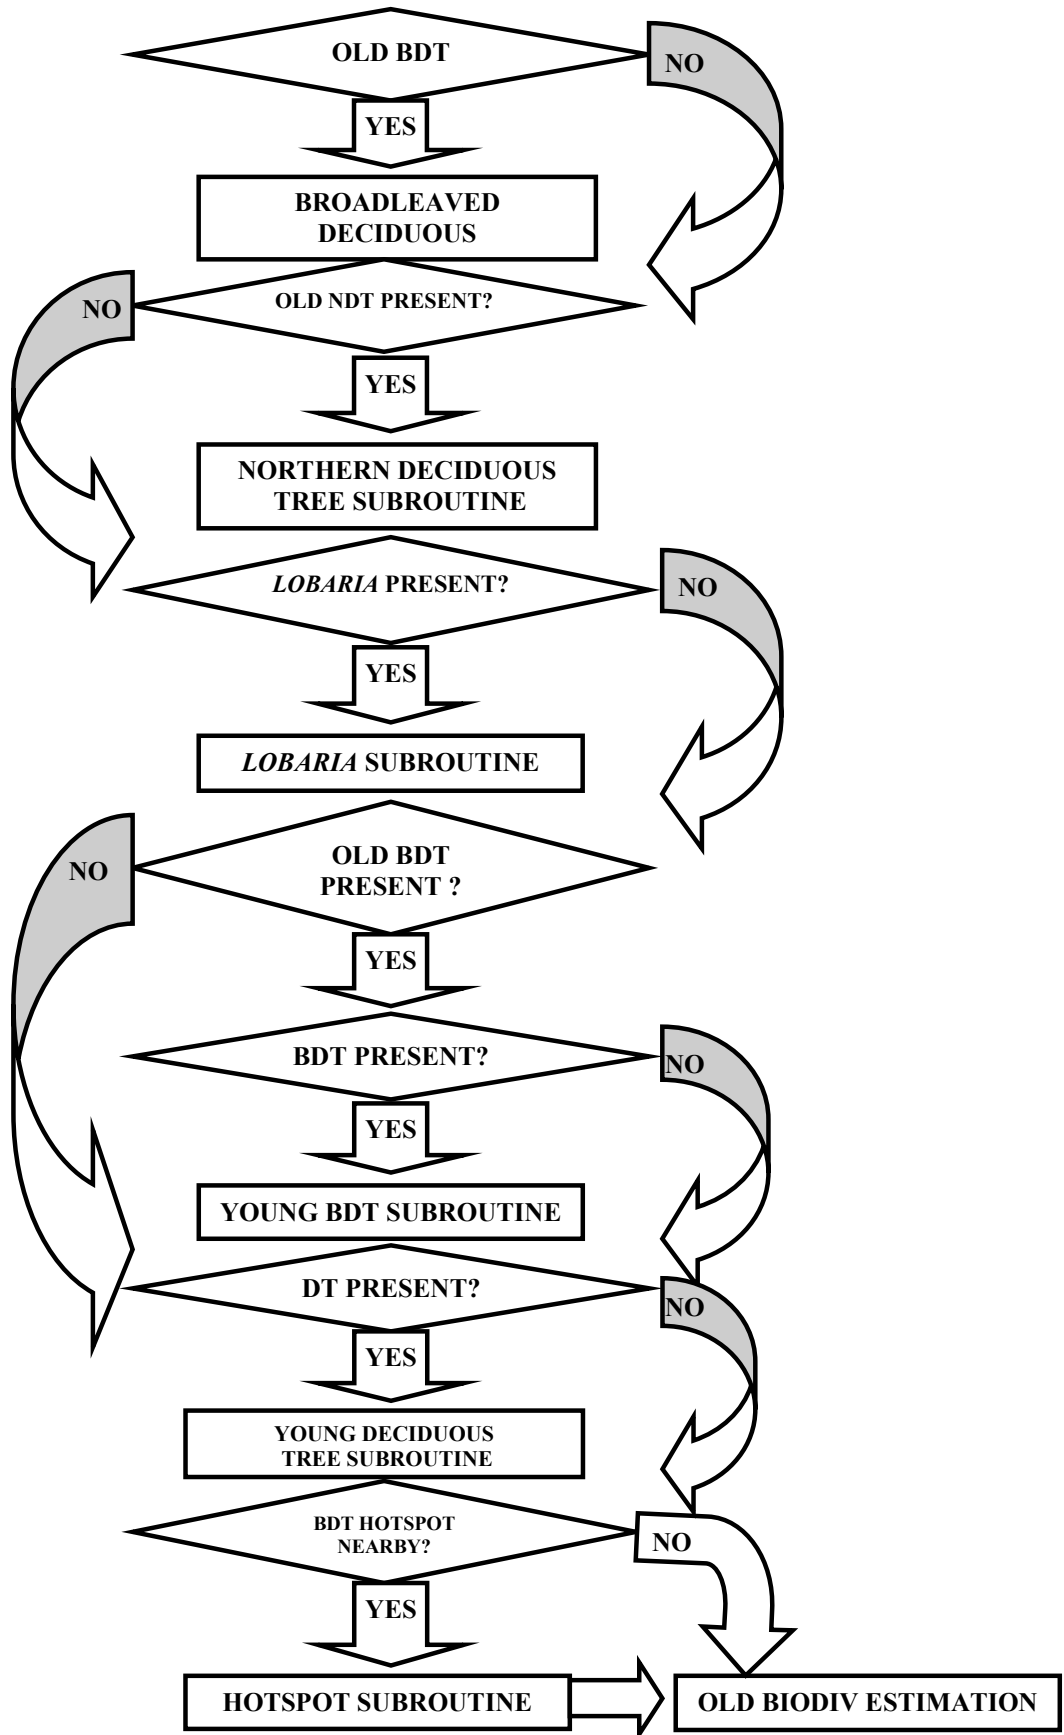 OLD BDT
NO
YES
BROADLEAVED
DECIDUOUS
OLD NDT PRESENT?
NO
YES
NORTHERN DECIDUOUS
TREE SUBROUTINE
LOBARIA PRESENT?
NO
YES
LOBARIA SUBROUTINE
OLD BDT
PRESENT ?
NO
YES
BDT PRESENT?
NO
YES
YOUNG BDT SUBROUTINE
DT PRESENT?
NO
YES
YOUNG DECIDUOUS
TREE SUBROUTINE
BDT HOTSPOT
NEARBY?
NO
YES
HOTSPOT SUBROUTINE
OLD BIODIV ESTIMATION